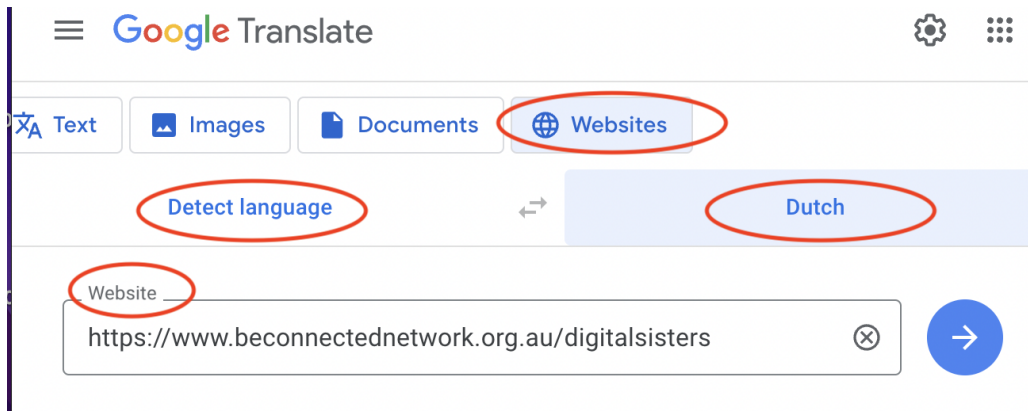 Google Translate
Text Images Documents Websites
Detect language Dutch
Website
https://www.beconnectednetwork.org.au/digitalsisters